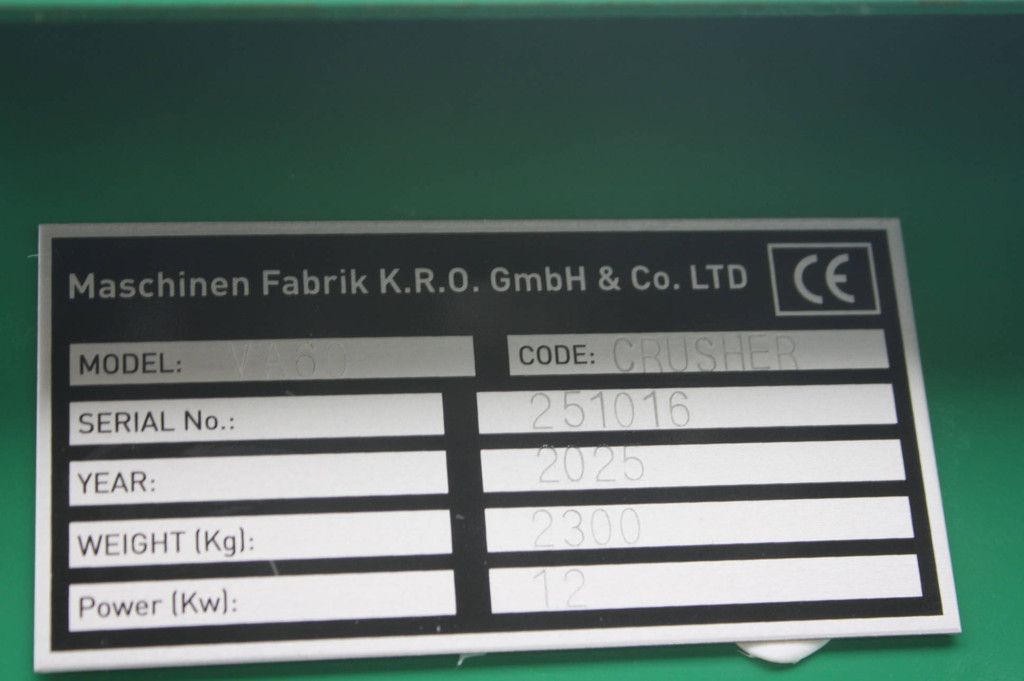 Maschinen Fabrik K.R.O. GmbH & Co. LTD CE
MODEL: VA60 CODE: CRUSHER
SERIAL No.: 251016
YEAR: 2025
WEIGHT (Kg): 2300
Power (Kw): 12